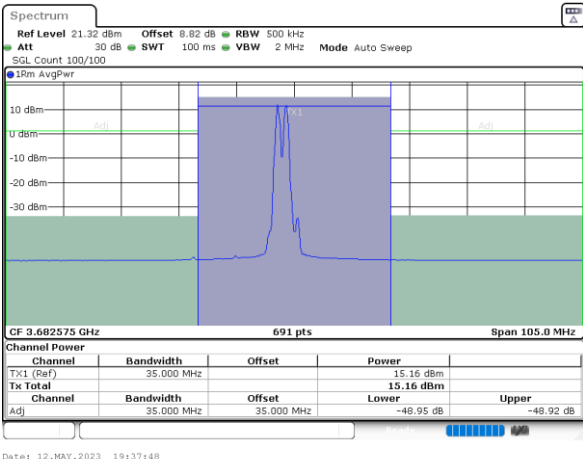 Spectrum
Ref Level 21.32 dBm Offset 8.82 dB RBW 500 kHz
Att 30 dB SWT 100 ms VBW 2 MHz Mode Auto Sweep
SGL Count 100/100
1Rm AvgPwr
TX1
10 dBm
Adj Adj
0 dBm
-10 dBm
-20 dBm
-30 dBm
CF 3.682575 GHz 691 pts Span 105.0 MHz
Channel Power
Channel Bandwidth Offset Power
TX1 (Ref) 35.000 MHz 15.16 dBm
Tx Total 15.16 dBm
Channel Bandwidth Offset Lower Upper
Adj 35.000 MHz 35.000 MHz -48.95 dB -48.92 dB
Date: 12.MAY.2023 19:37:48